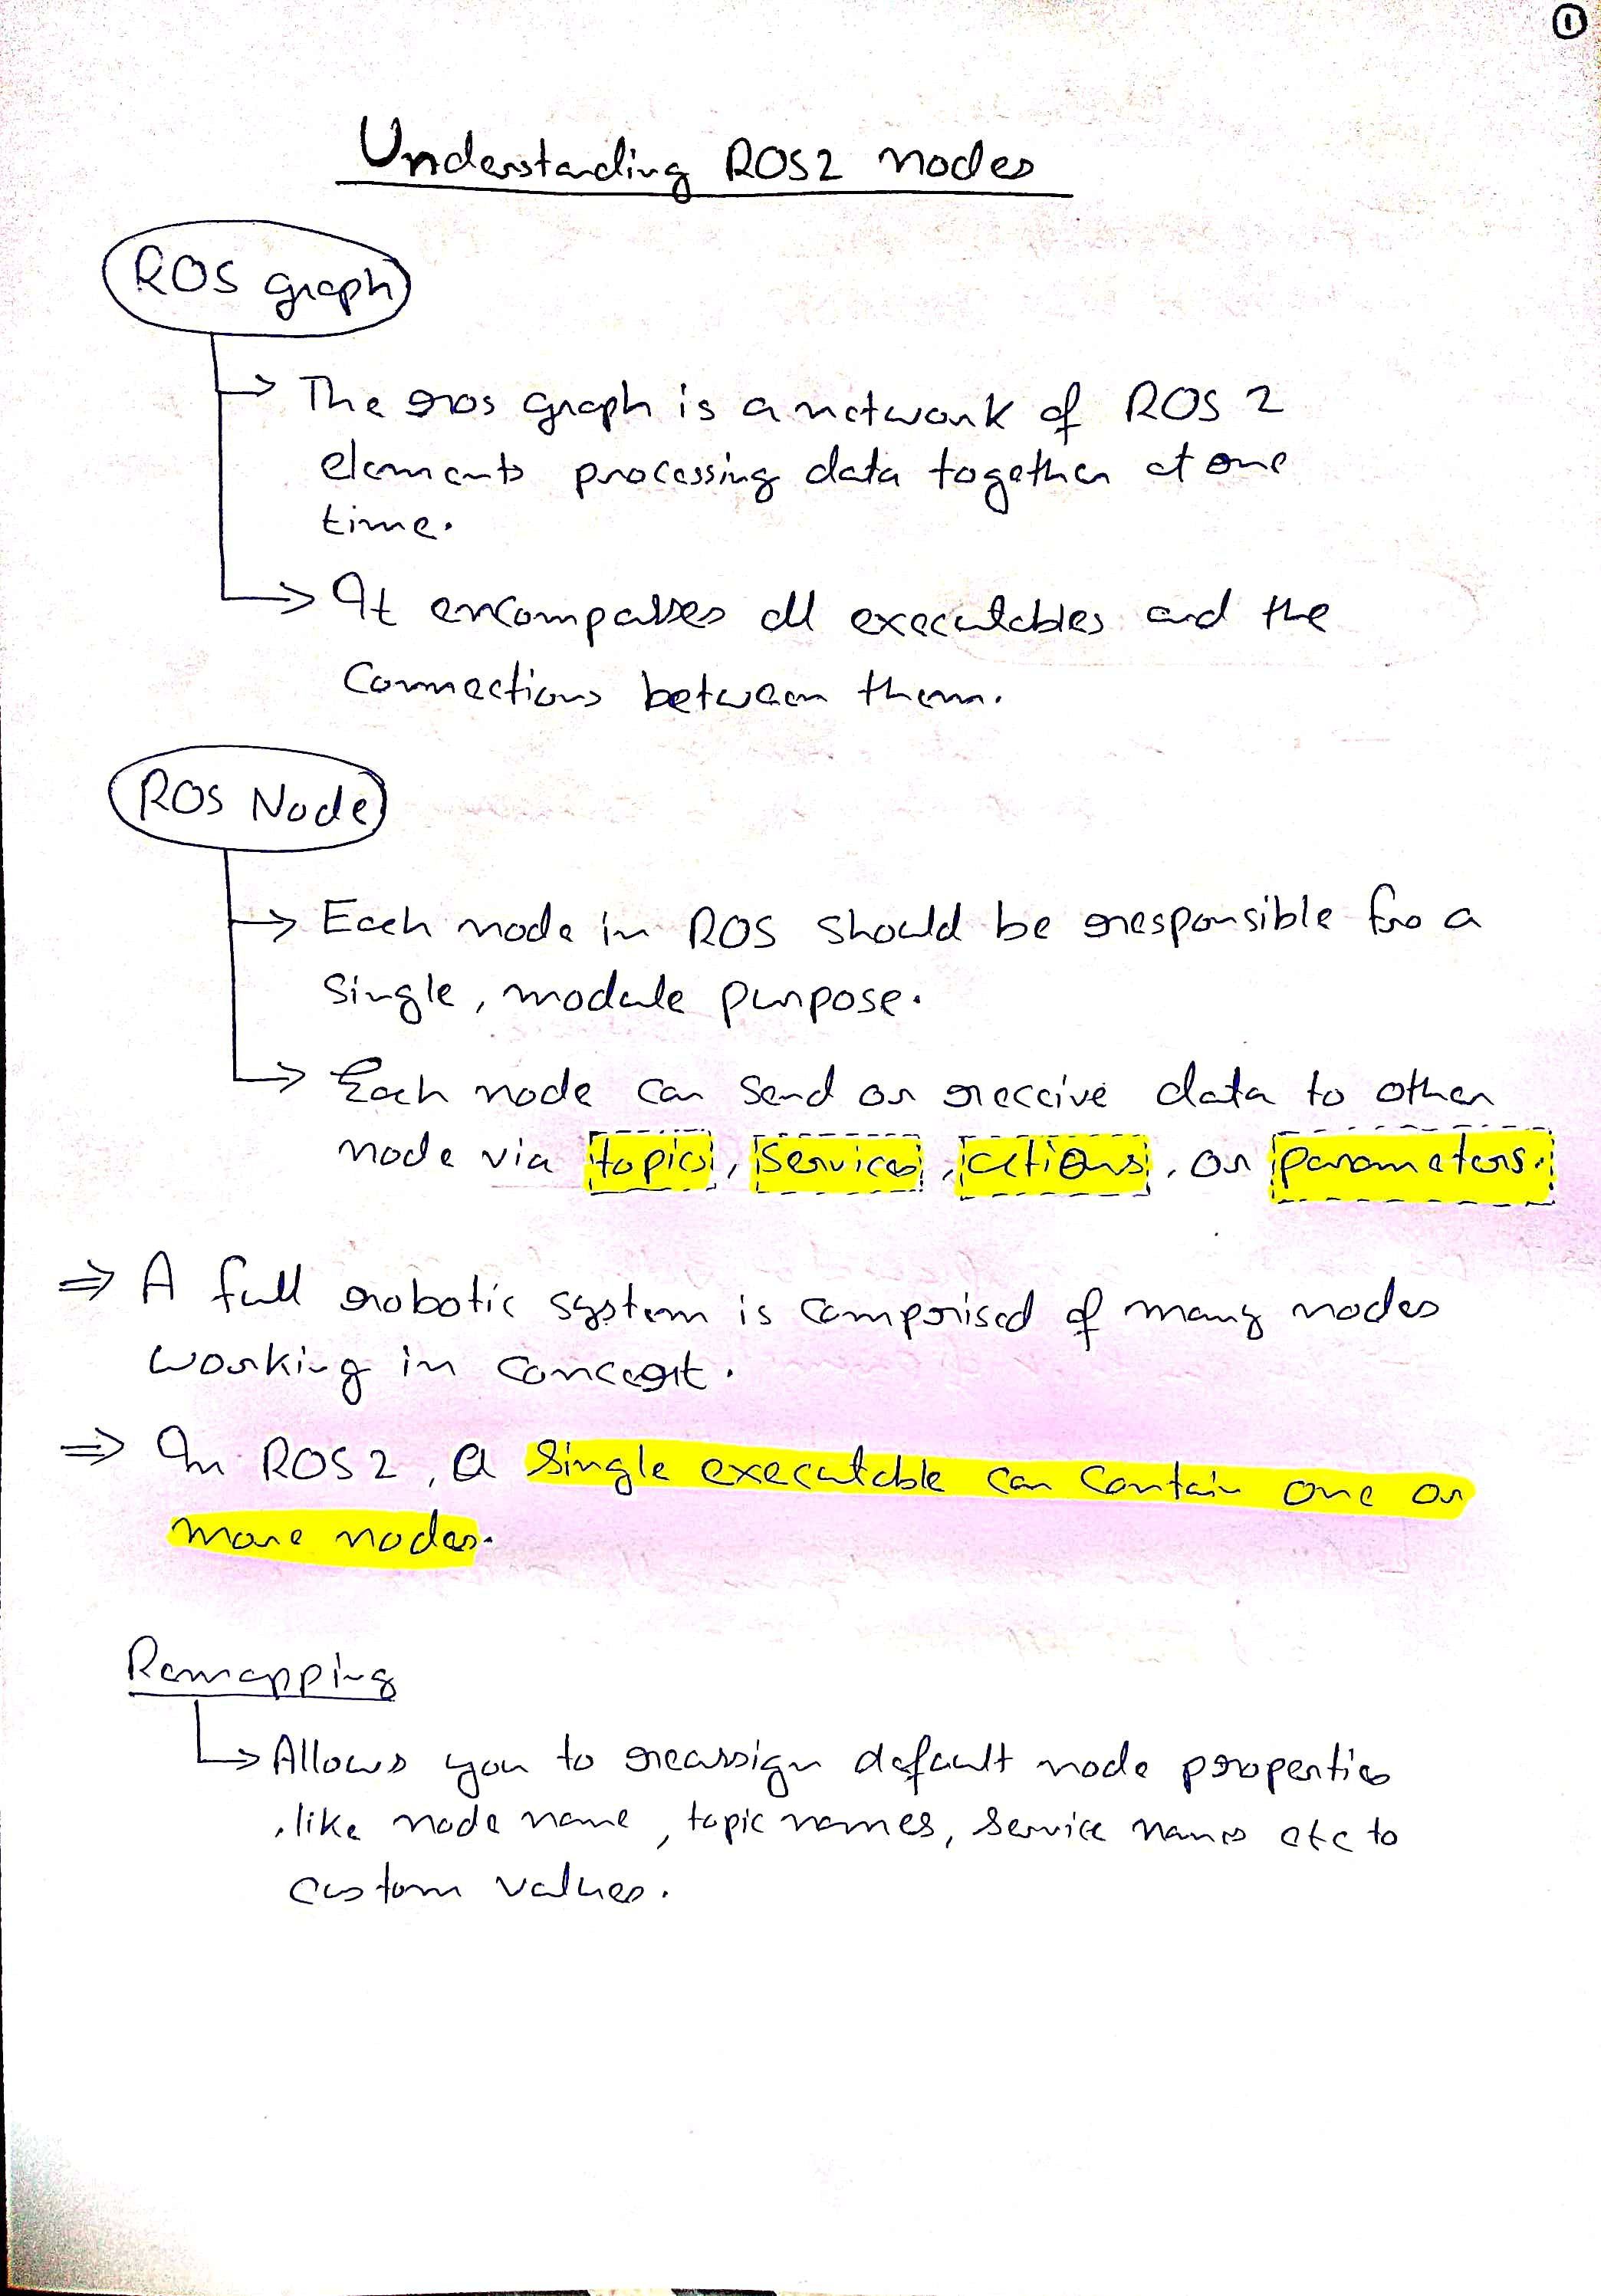 1
Understanding ROS2 nodes
ROS graph
The ros graph is a network of ROS 2
elements processing data together at one
time.
It encompasses all executables and the
Connections between them.
ROS Node
Each node in ROS should be responsible fro a
Single, module purpose.
Each node can send or receive data to other
node via topics, services, actions, or parameters.
⇒ A full robotic system is comprised of many nodes
working in concert.
⇒ In ROS2, a single executable can contain one or
more nodes.
Remapping
Allows you to reassign default node properties
,like node name, topic names, service names etc to
custom values.